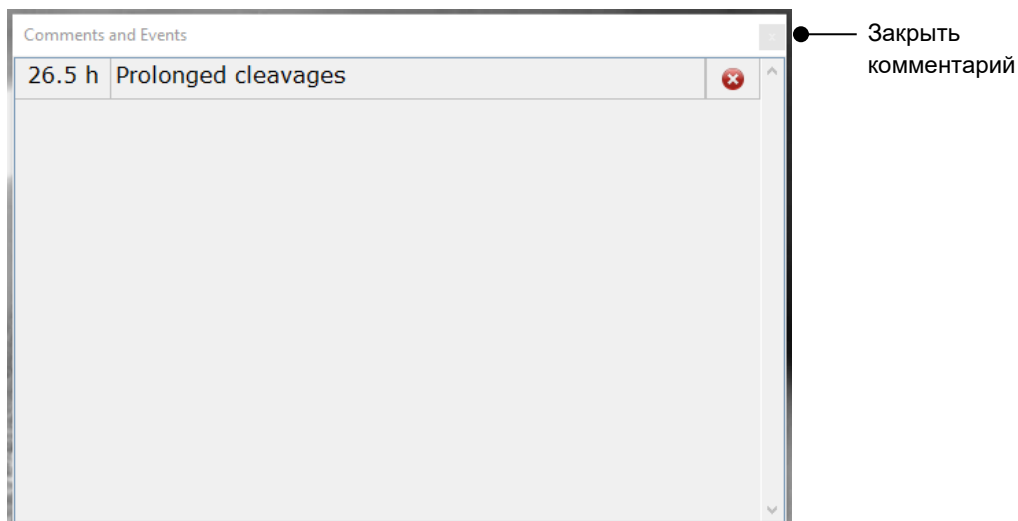 Comments and Events
Закрыть
комментарий
26.5 h Prolonged cleavages